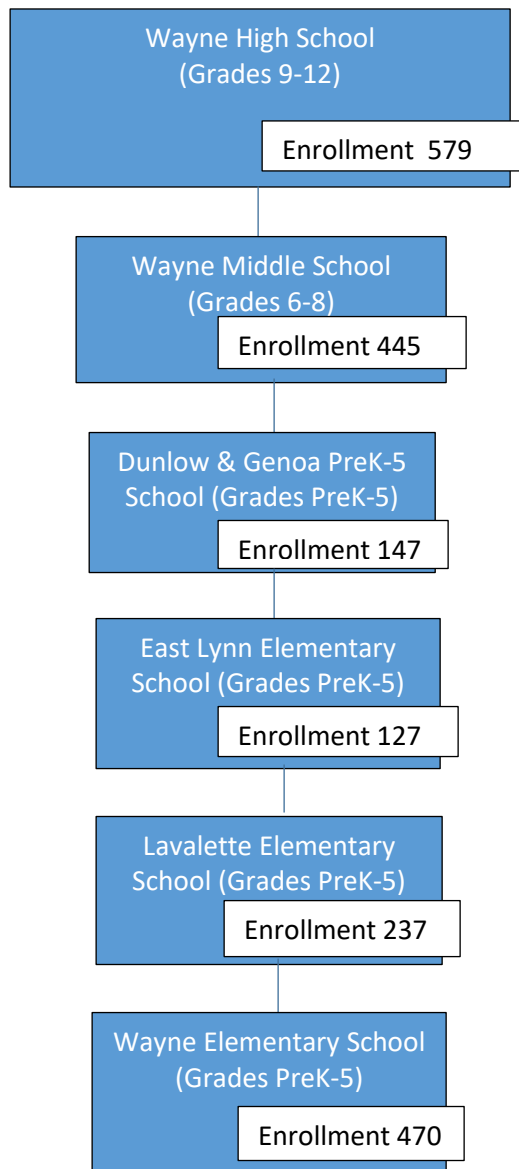 Wayne High School
(Grades 9-12)
Enrollment 579
Wayne Middle School
(Grades 6-8)
Enrollment 445
Dunlow & Genoa PreK-5
School (Grades PreK-5)
Enrollment 147
East Lynn Elementary
School (Grades PreK-5)
Enrollment 127
Lavalette Elementary
School (Grades PreK-5)
Enrollment 237
Wayne Elementary School
(Grades PreK-5)
Enrollment 470